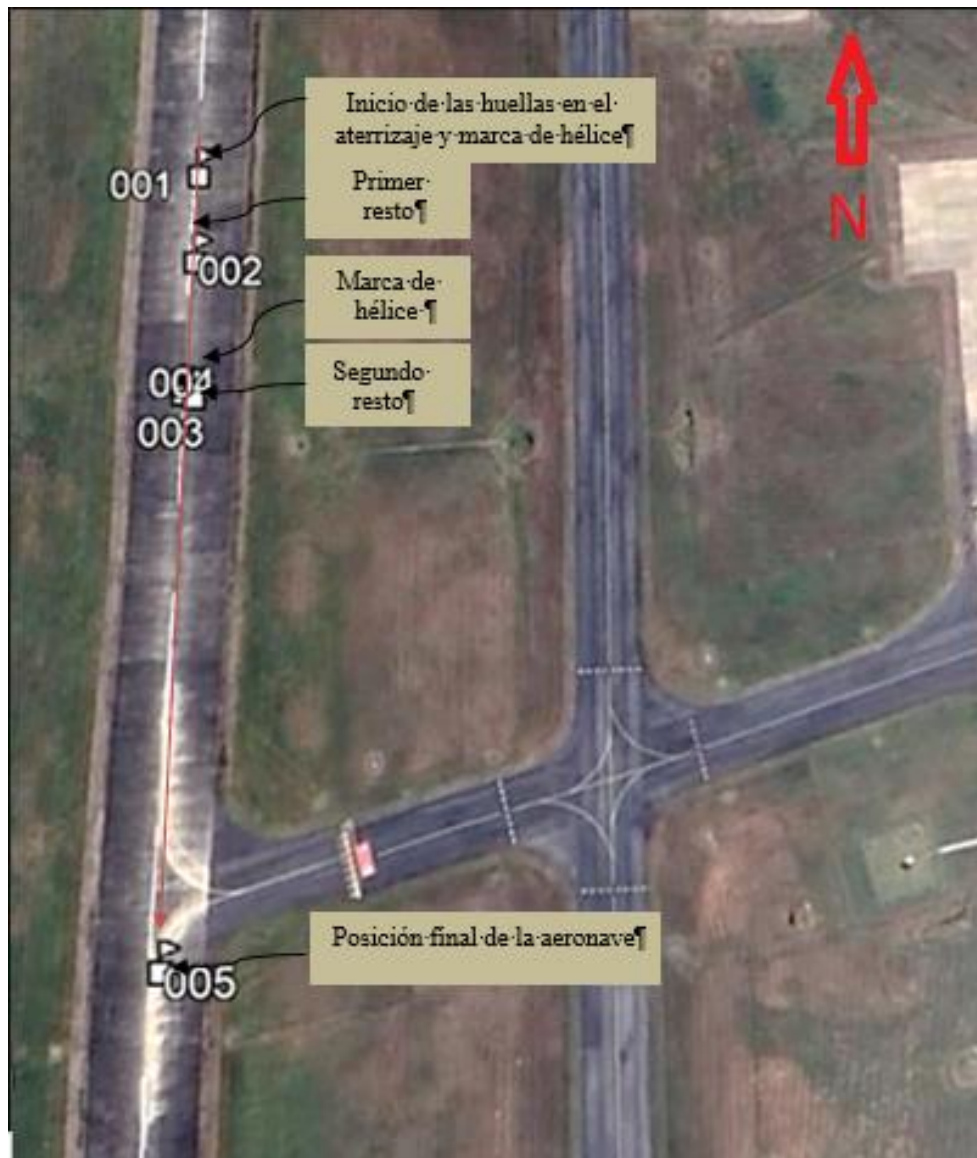 Inicio·de·las·huellas·en·el·
aterrizaje·y·marca·de·hélice¶
001
Primer·
resto¶
002
Marca·de·
hélice·¶
004
Segundo·
resto¶
003
N
Posición·final·de·la·aeronave¶
005